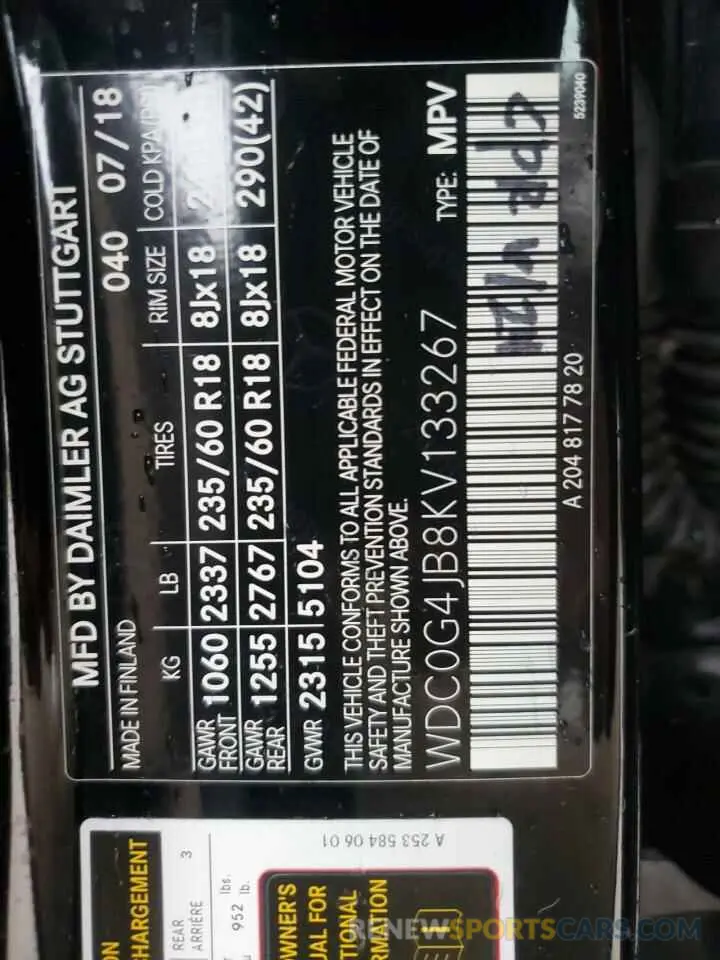 MFD BY DAIMLER AG STUTTGART
MADE IN FINLAND 040 07/18
KG LB TIRES RIM SIZE COLD KPA(PSI)
GAWR FRONT 1060 2337 235/60 R18 8Jx18
GAWR REAR 1255 2767 235/60 R18 8Jx18 290(42)
GVWR 2315 5104
THIS VEHICLE CONFORMS TO ALL APPLICABLE FEDERAL MOTOR VEHICLE
SAFETY AND THEFT PREVENTION STANDARDS IN EFFECT ON THE DATE OF
MANUFACTURE SHOWN ABOVE.
WDC0G4JB8KV133267 TYPE: MPV
A 204 817 78 20
5239040
A 253 584 06 01
HARGEMENT
REAR
ARRIÈRE
3
952 lb.
lbs.
OWNER'S
UAL FOR
TIONAL
RMATION
RENEWSPORTSCARS.COM